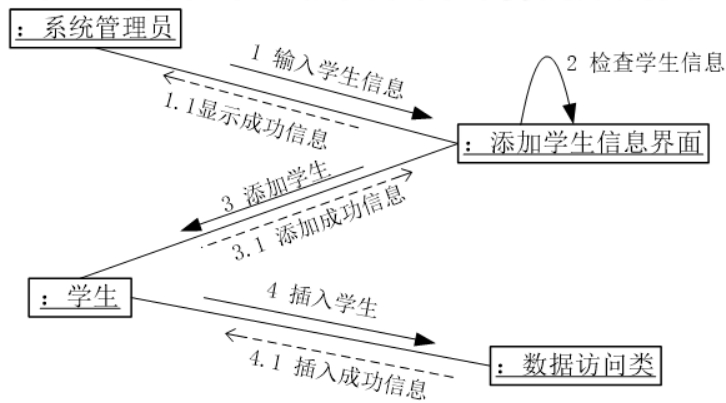 ：系统管理员
1 输入学生信息
2 检查学生信息
1.1显示成功信息
：添加学生信息界面
3 添加学生
3.1 添加成功信息
：学生
4 插入学生
4.1 插入成功信息
：数据访问类